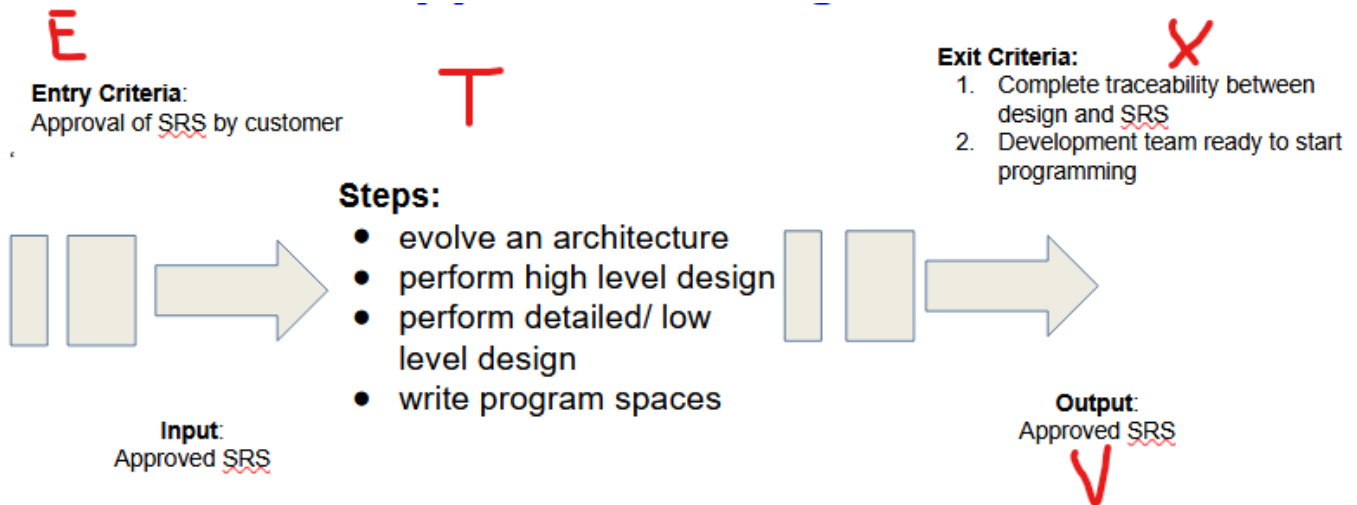 E
Entry Criteria:
Approval of SRS by customer
T
X
Exit Criteria:
1. Complete traceability between
design and SRS
2. Development team ready to start
programming
Steps:
● evolve an architecture
● perform high level design
● perform detailed/ low
level design
● write program spaces
Input:
Approved SRS
Output:
Approved SRS
V